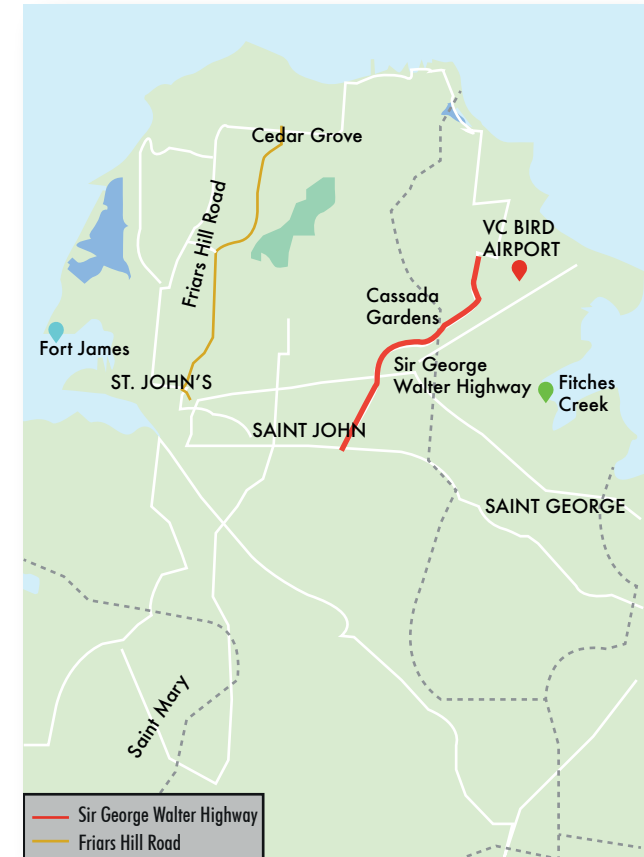 Cedar Grove
Friars Hill Road
VC BIRD
AIRPORT
Cassada
Gardens
Fort James
Sir George
Walter Highway
ST. JOHN'S
Fitches
Creek
SAINT JOHN
SAINT GEORGE
Saint Mary
Sir George Walter Highway
Friars Hill Road